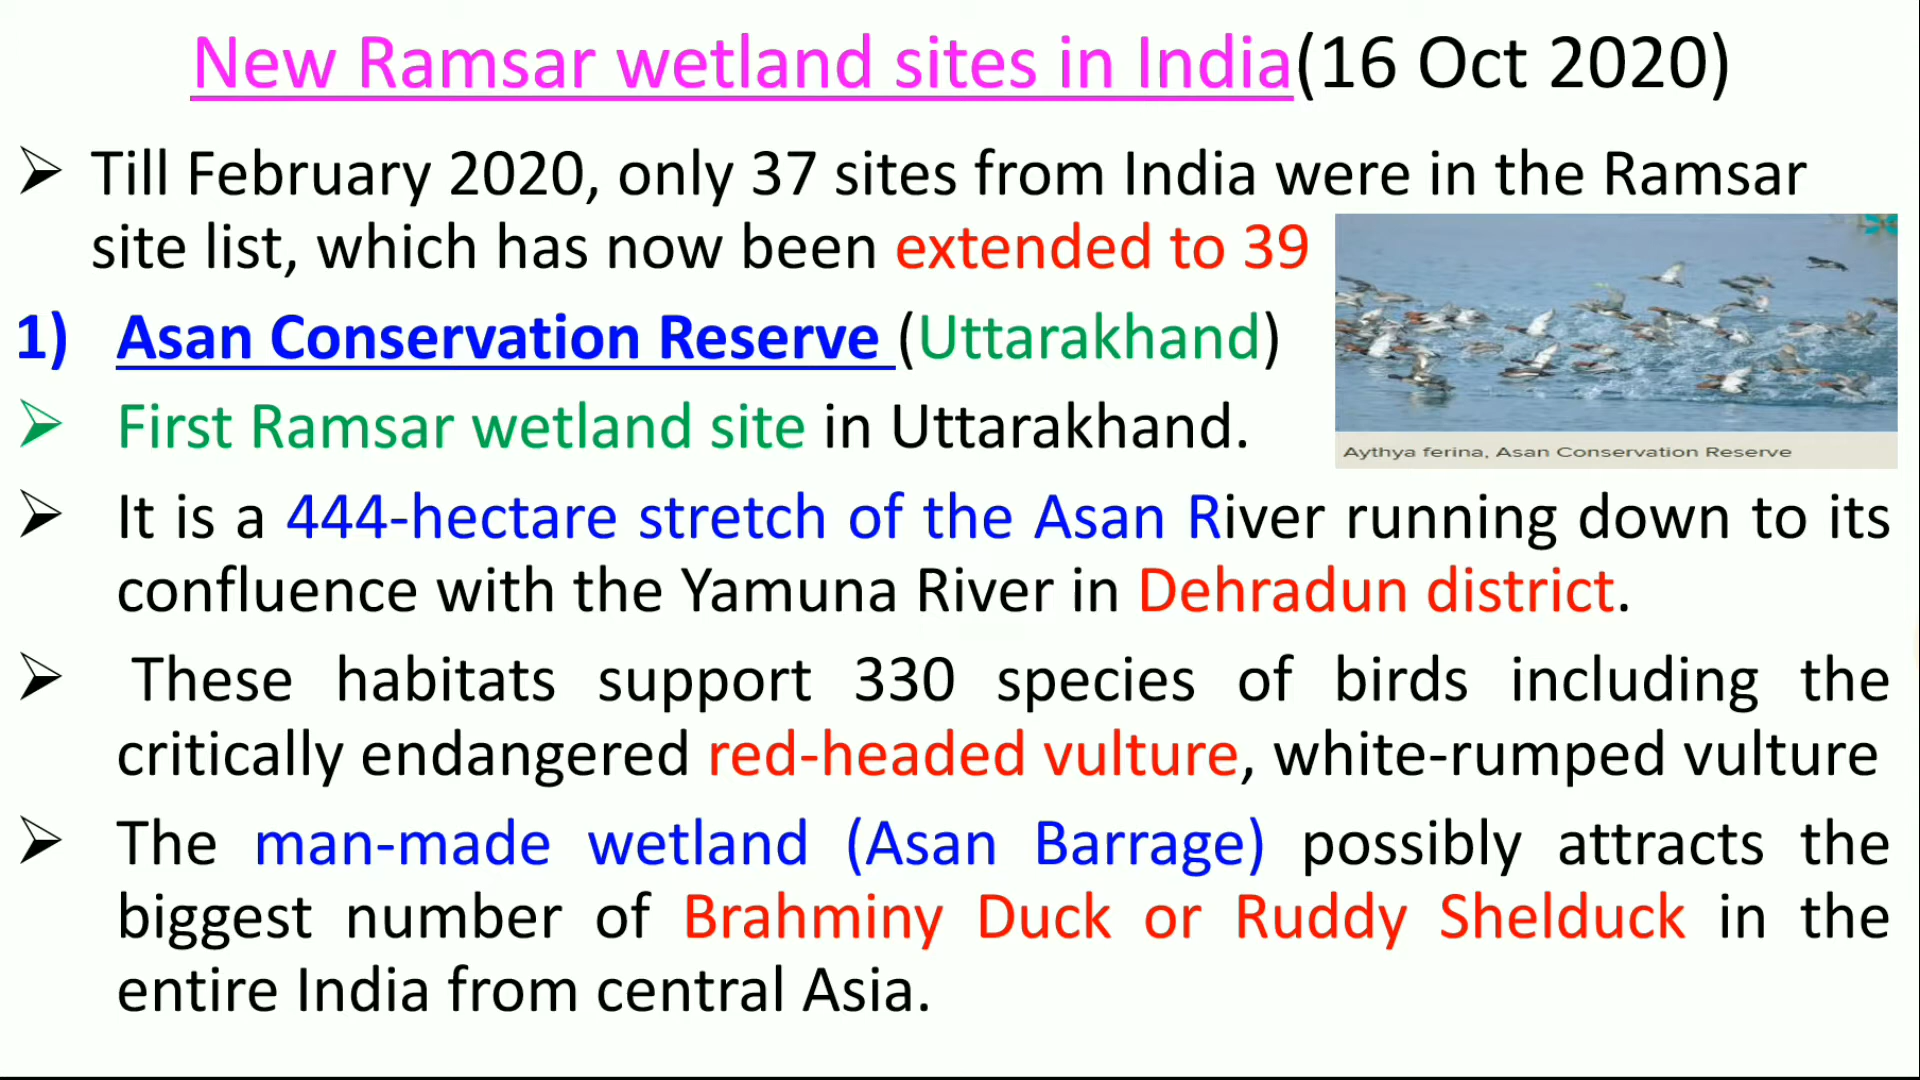 New Ramsar wetland sites in India(16 Oct 2020)
➢ Till February 2020, only 37 sites from India were in the Ramsar
site list, which has now been extended to 39
1) Asan Conservation Reserve (Uttarakhand)
➢ First Ramsar wetland site in Uttarakhand.
Aythya ferina, Asan Conservation Reserve
➢ It is a 444-hectare stretch of the Asan River running down to its
confluence with the Yamuna River in Dehradun district.
➢ These habitats support 330 species of birds including the
critically endangered red-headed vulture, white-rumped vulture
➢ The man-made wetland (Asan Barrage) possibly attracts the
biggest number of Brahminy Duck or Ruddy Shelduck in the
entire India from central Asia.